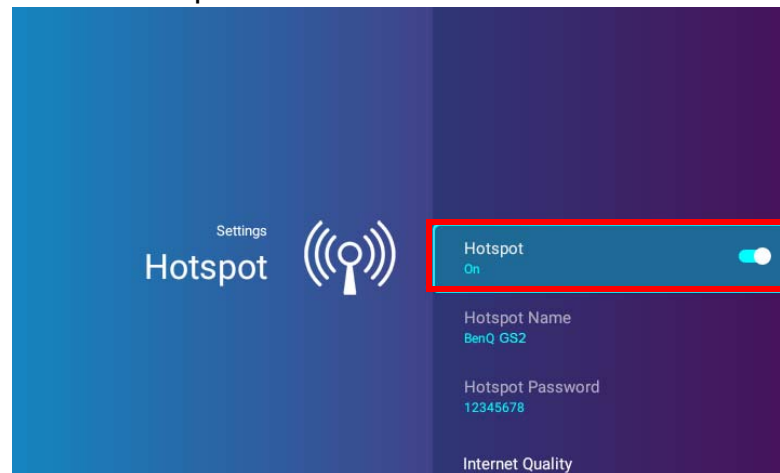 Settings
Hotspot
Hotspot
On
Hotspot Name
BenQ GS2
Hotspot Password
12345678
Internet Quality